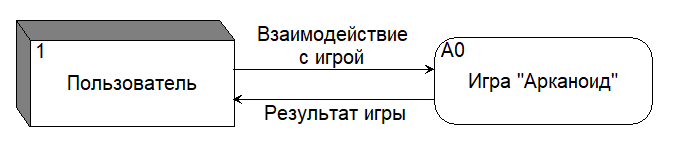 1
Пользователь
Взаимодействие
с игрой
Результат игры
A0
Игра "Арканоид"